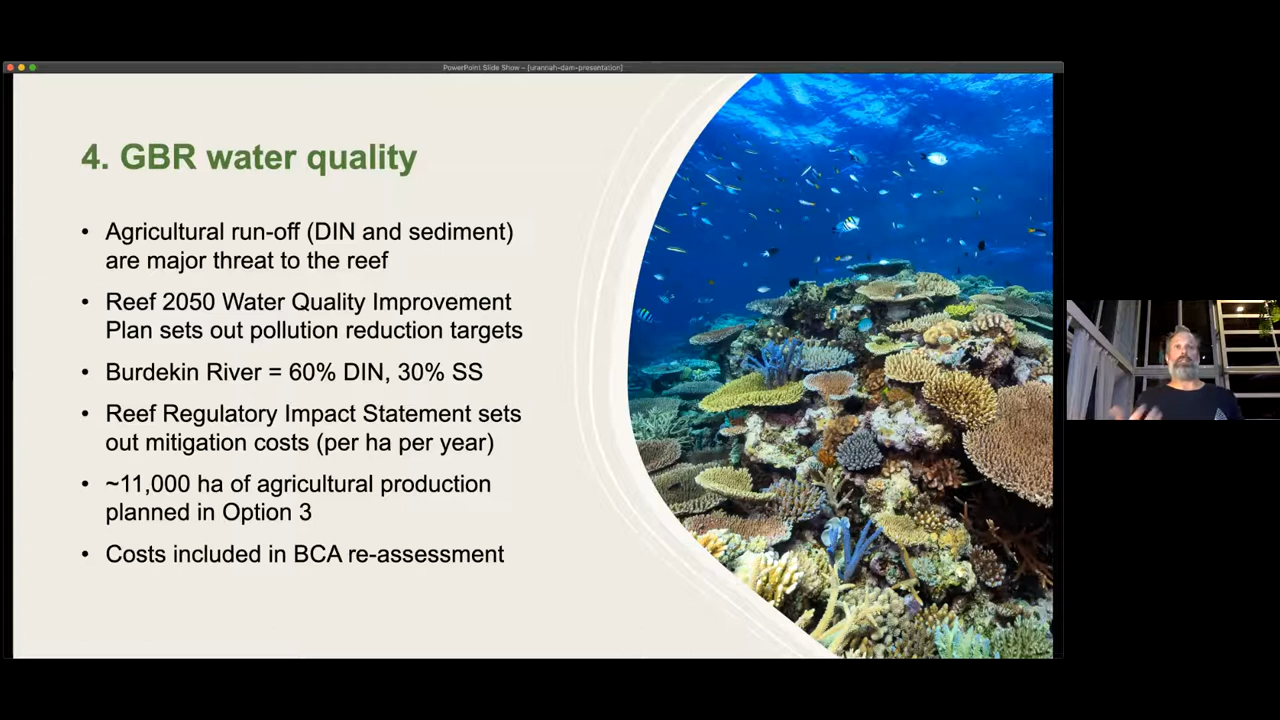 PowerPoint Slide Show – [urannah-dam-presentation]
4. GBR water quality
• Agricultural run-off (DIN and sediment)
are major threat to the reef
• Reef 2050 Water Quality Improvement
Plan sets out pollution reduction targets
• Burdekin River = 60% DIN, 30% SS
• Reef Regulatory Impact Statement sets
out mitigation costs (per ha per year)
• ~11,000 ha of agricultural production
planned in Option 3
• Costs included in BCA re-assessment